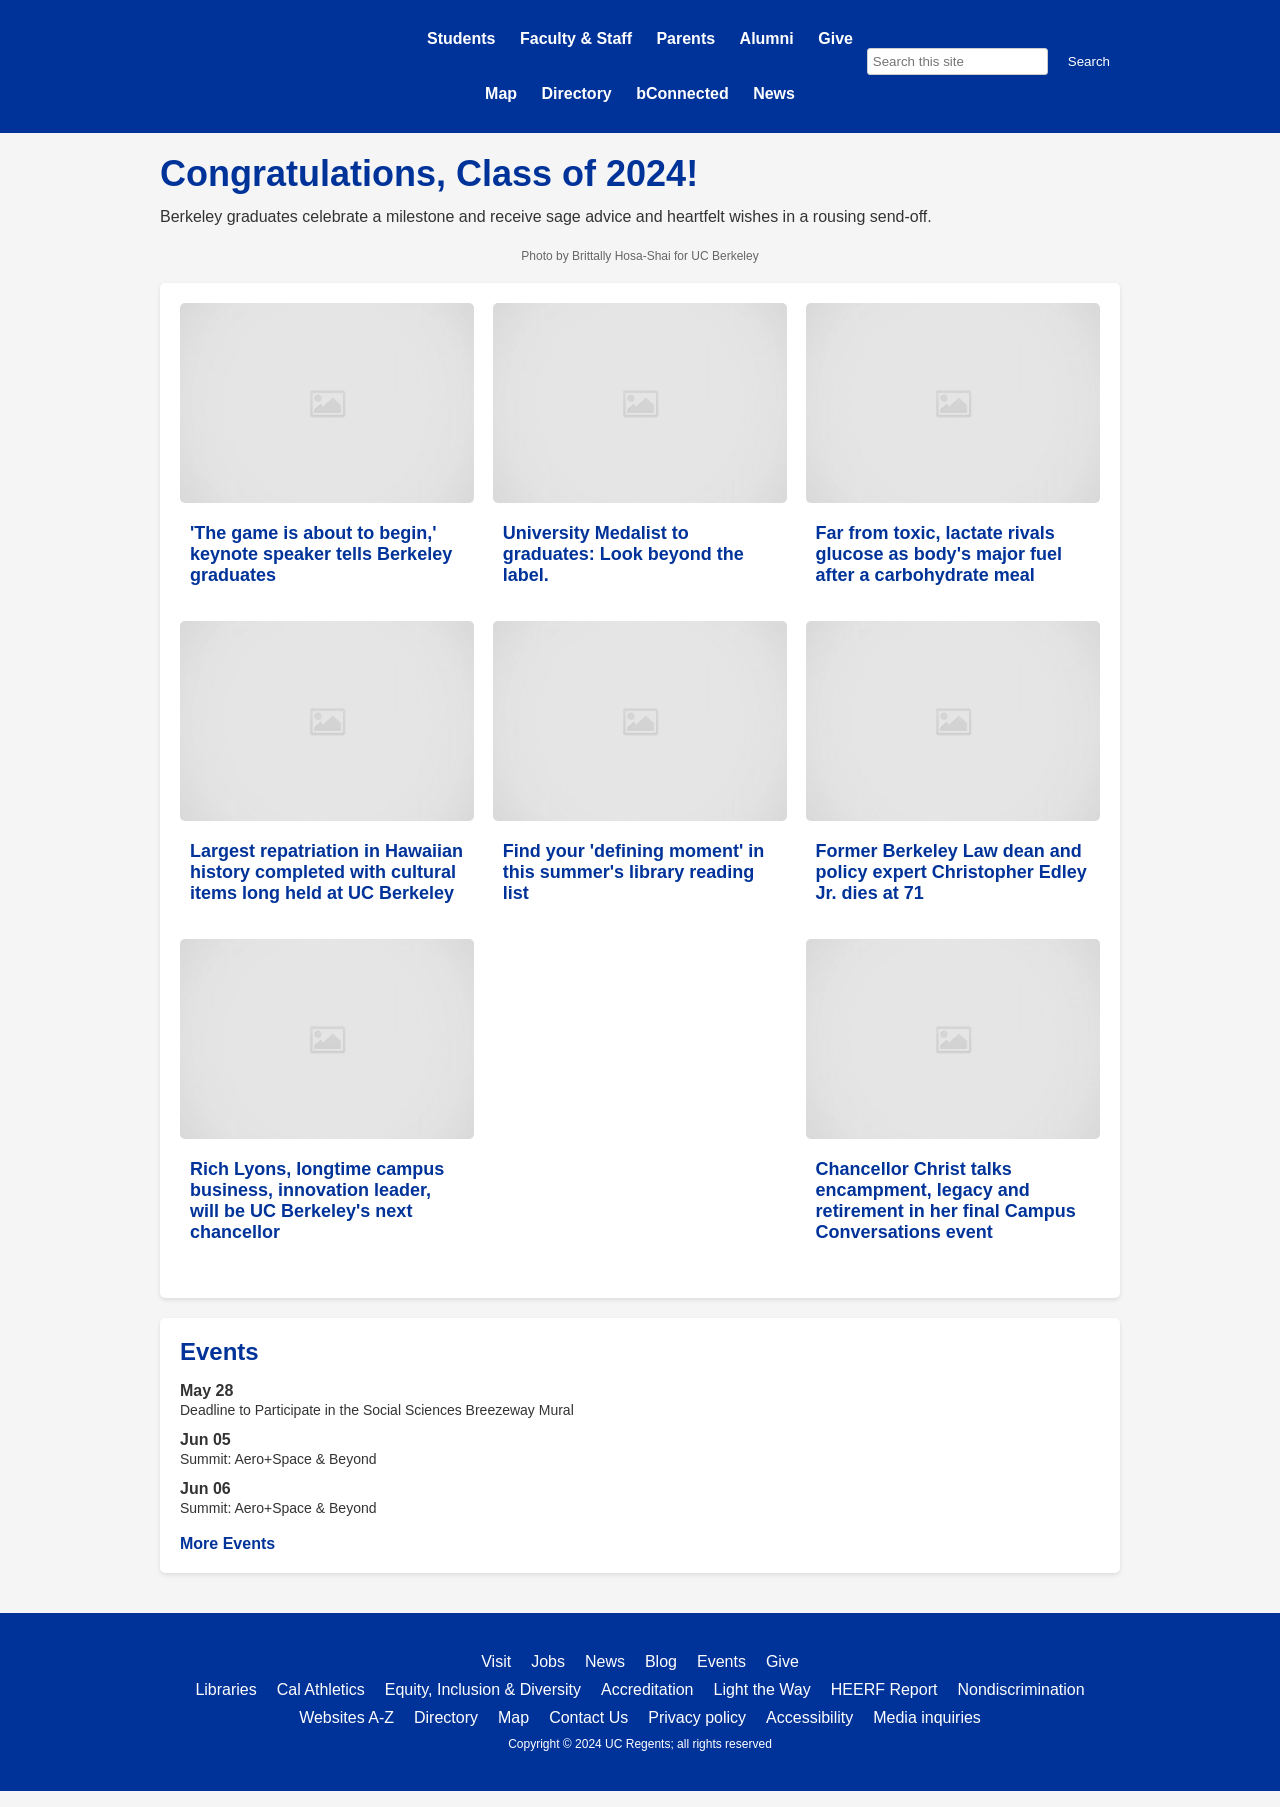 Students Faculty & Staff Parents Alumni Give
Map Directory bConnected News
Search this site Search
Congratulations, Class of 2024!
Berkeley graduates celebrate a milestone and receive sage advice and heartfelt wishes in a rousing send-off.
Photo by Brittally Hosa-Shai for UC Berkeley
'The game is about to begin,'
keynote speaker tells Berkeley
graduates
University Medalist to
graduates: Look beyond the
label.
Far from toxic, lactate rivals
glucose as body's major fuel
after a carbohydrate meal
Largest repatriation in Hawaiian
history completed with cultural
items long held at UC Berkeley
Find your 'defining moment' in
this summer's library reading
list
Former Berkeley Law dean and
policy expert Christopher Edley
Jr. dies at 71
Rich Lyons, longtime campus
business, innovation leader,
will be UC Berkeley's next
chancellor
Chancellor Christ talks
encampment, legacy and
retirement in her final Campus
Conversations event
Events
May 28
Deadline to Participate in the Social Sciences Breezeway Mural
Jun 05
Summit: Aero+Space & Beyond
Jun 06
Summit: Aero+Space & Beyond
More Events
Visit Jobs News Blog Events Give
Libraries Cal Athletics Equity, Inclusion & Diversity Accreditation Light the Way HEERF Report Nondiscrimination
Websites A-Z Directory Map Contact Us Privacy policy Accessibility Media inquiries
Copyright © 2024 UC Regents; all rights reserved